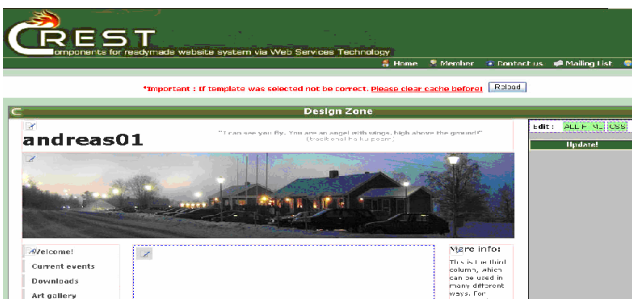 CREST
Components for readymade website system via Web Services Technology
Home Member Contact us Mailing List
*Important : If template was selected not be correct. Please clear cache before! Reload
Design Zone
andreas01
"I can see you fly. You are an angel with wings, high above the ground!"
Edit : ALL CSS
Update!
Welcome!
Current events
Downloads
Art gallery
More info:
This is the third
column, which
can be used in
many different
ways. For